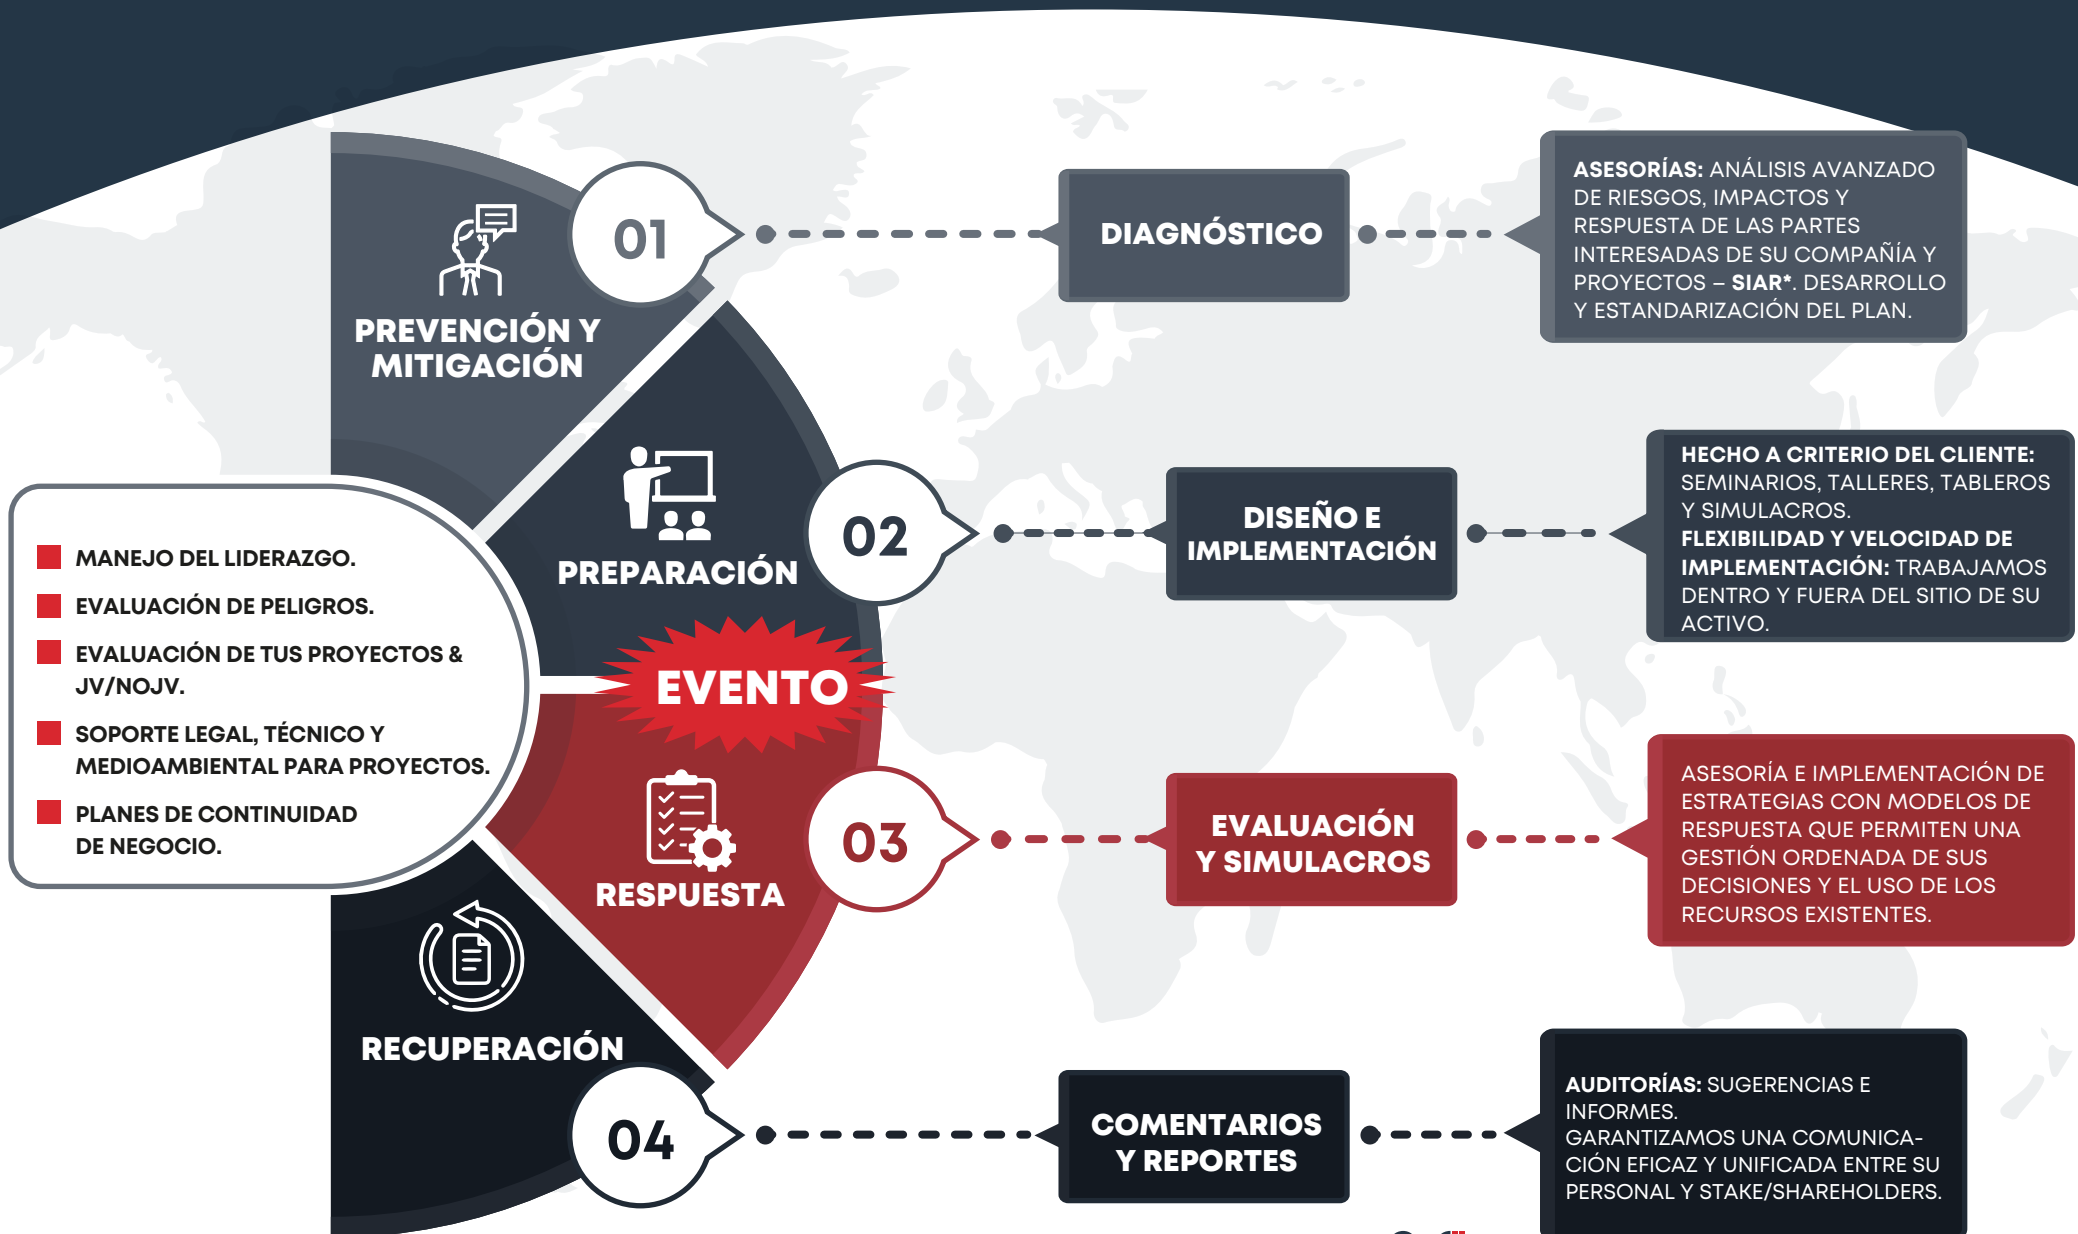 PREVENCIÓN Y
MITIGACIÓN
01
DIAGNÓSTICO
ASESORÍAS: ANÁLISIS AVANZADO
DE RIESGOS, IMPACTOS Y
RESPUESTA DE LAS PARTES
INTERESADAS DE SU COMPAÑÍA Y
PROYECTOS – SIAR*. DESARROLLO
Y ESTANDARIZACIÓN DEL PLAN.
PREPARACIÓN
02
DISEÑO E
IMPLEMENTACIÓN
HECHO A CRITERIO DEL CLIENTE:
SEMINARIOS, TALLERES, TABLEROS
Y SIMULACROS.
FLEXIBILIDAD Y VELOCIDAD DE
IMPLEMENTACIÓN: TRABAJAMOS
DENTRO Y FUERA DEL SITIO DE SU
ACTIVO.
MANEJO DEL LIDERAZGO.
EVALUACIÓN DE PELIGROS.
EVALUACIÓN DE TUS PROYECTOS &
JV/NOJV.
SOPORTE LEGAL, TÉCNICO Y
MEDIOAMBIENTAL PARA PROYECTOS.
PLANES DE CONTINUIDAD
DE NEGOCIO.
EVENTO
RESPUESTA
03
EVALUACIÓN
Y SIMULACROS
ASESORÍA E IMPLEMENTACIÓN DE
ESTRATEGIAS CON MODELOS DE
RESPUESTA QUE PERMITEN UNA
GESTIÓN ORDENADA DE SUS
DECISIONES Y EL USO DE LOS
RECURSOS EXISTENTES.
RECUPERACIÓN
04
COMENTARIOS
Y REPORTES
AUDITORÍAS: SUGERENCIAS E
INFORMES.
GARANTIZAMOS UNA COMUNICA-
CIÓN EFICAZ Y UNIFICADA ENTRE SU
PERSONAL Y STAKE/SHAREHOLDERS.